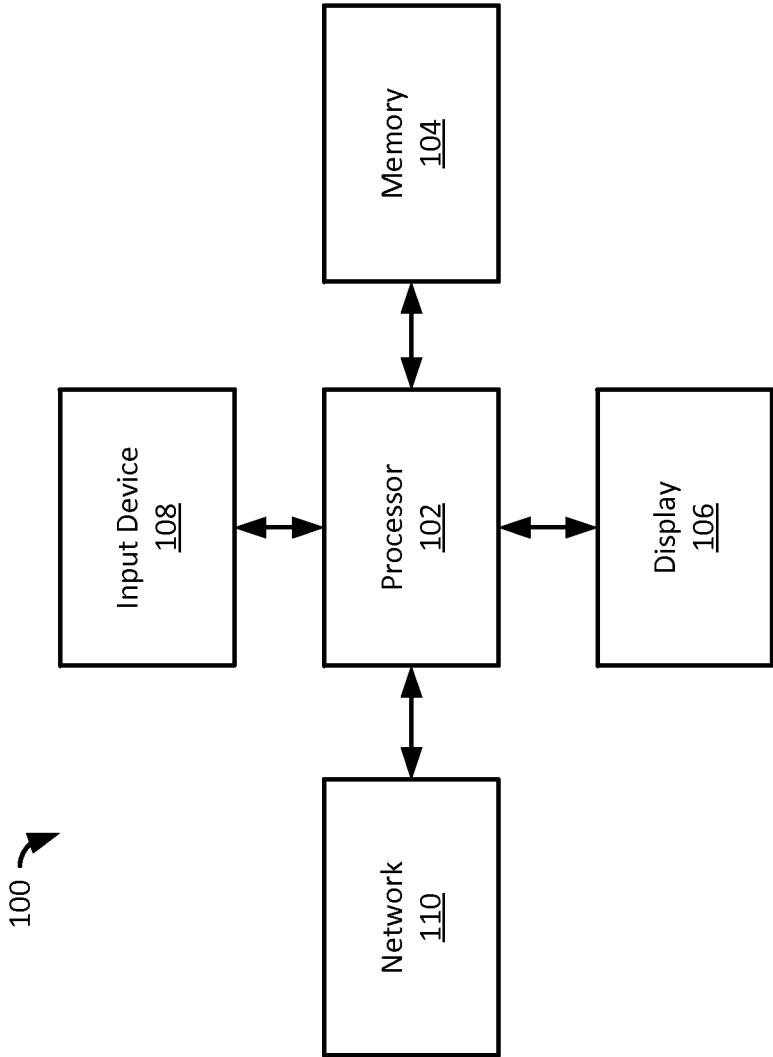 100
Input Device
108
Network
110
Processor
102
Memory
104
Display
106